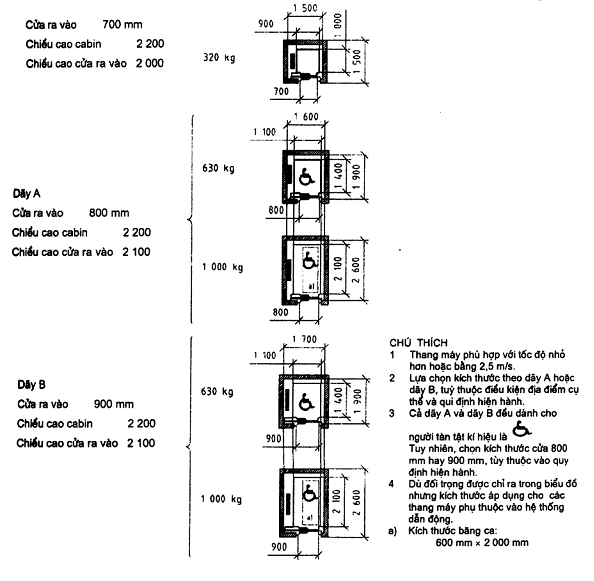 Cửa ra vào 700 mm
Chiều cao cabin 2 200
Chiều cao cửa ra vào 2 000
320 kg
1 500
900
1 000
1 500
700
Dãy A
Cửa ra vào 800 mm
Chiều cao cabin 2 200
Chiều cao cửa ra vào 2 100
630 kg
1 600
1 100
1 400
1 900
800
1 000 kg
a)
2 100
2 600
800
Dãy B
Cửa ra vào 900 mm
Chiều cao cabin 2 200
Chiều cao cửa ra vào 2 100
630 kg
1 700
1 100
1 400
1 900
900
1 000 kg
a)
2 100
2 600
900
CHÚ THÍCH
1 Thang máy phù hợp với tốc độ nhỏ
hơn hoặc bằng 2,5 m/s.
2 Lựa chọn kích thước theo dãy A hoặc
dãy B, tuỳ thuộc điều kiện địa điểm cụ
thể và qui định hiện hành.
3 Cả dãy A và dãy B đều dành cho
người tàn tật kí hiệu là
Tuy nhiên, chọn kích thước cửa 800
mm hay 900 mm, tùy thuộc vào quy
định hiện hành.
4 Dù đối trọng được chỉ ra trong biểu đồ
nhưng kích thước áp dụng cho các
thang máy phụ thuộc vào hệ thống
dẫn động.
a) Kích thước băng ca:
600 mm × 2 000 mm